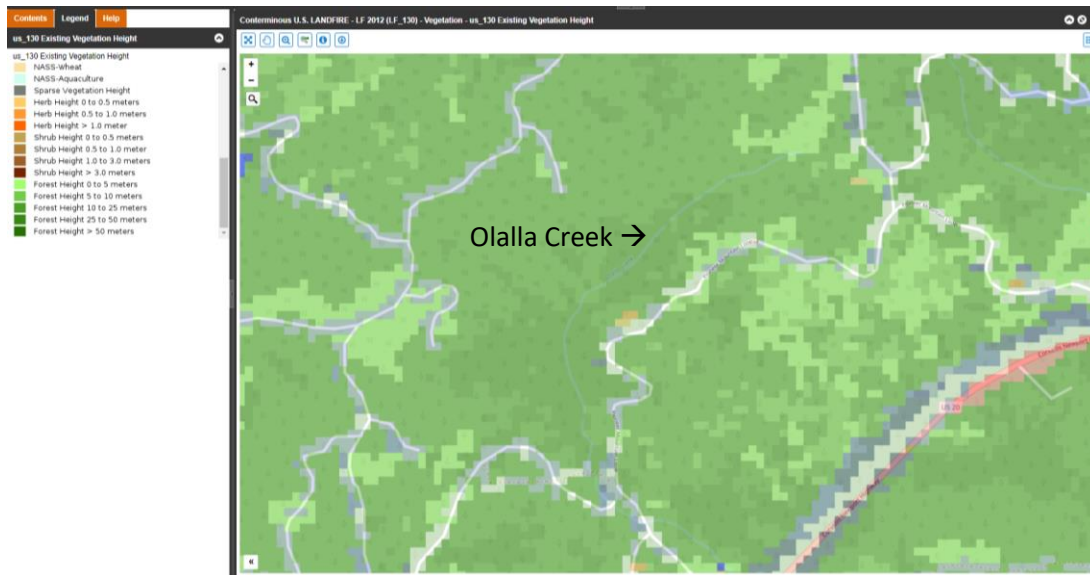 Contents Legend Help
us_130 Existing Vegetation Height
us_130 Existing Vegetation Height
NASS-Wheat
NASS-Aquaculture
Sparse Vegetation Height
Herb Height 0 to 0.5 meters
Herb Height 0.5 to 1.0 meters
Herb Height > 1.0 meter
Shrub Height 0 to 0.5 meters
Shrub Height 0.5 to 1.0 meter
Shrub Height 1.0 to 3.0 meters
Shrub Height > 3.0 meters
Forest Height 0 to 5 meters
Forest Height 5 to 10 meters
Forest Height 10 to 25 meters
Forest Height 25 to 50 meters
Forest Height > 50 meters
Conterminous U.S. LANDFIRE - LF 2012 (LF_130) - Vegetation - us_130 Existing Vegetation Height
+
−
Olalla Creek →
US 20
«